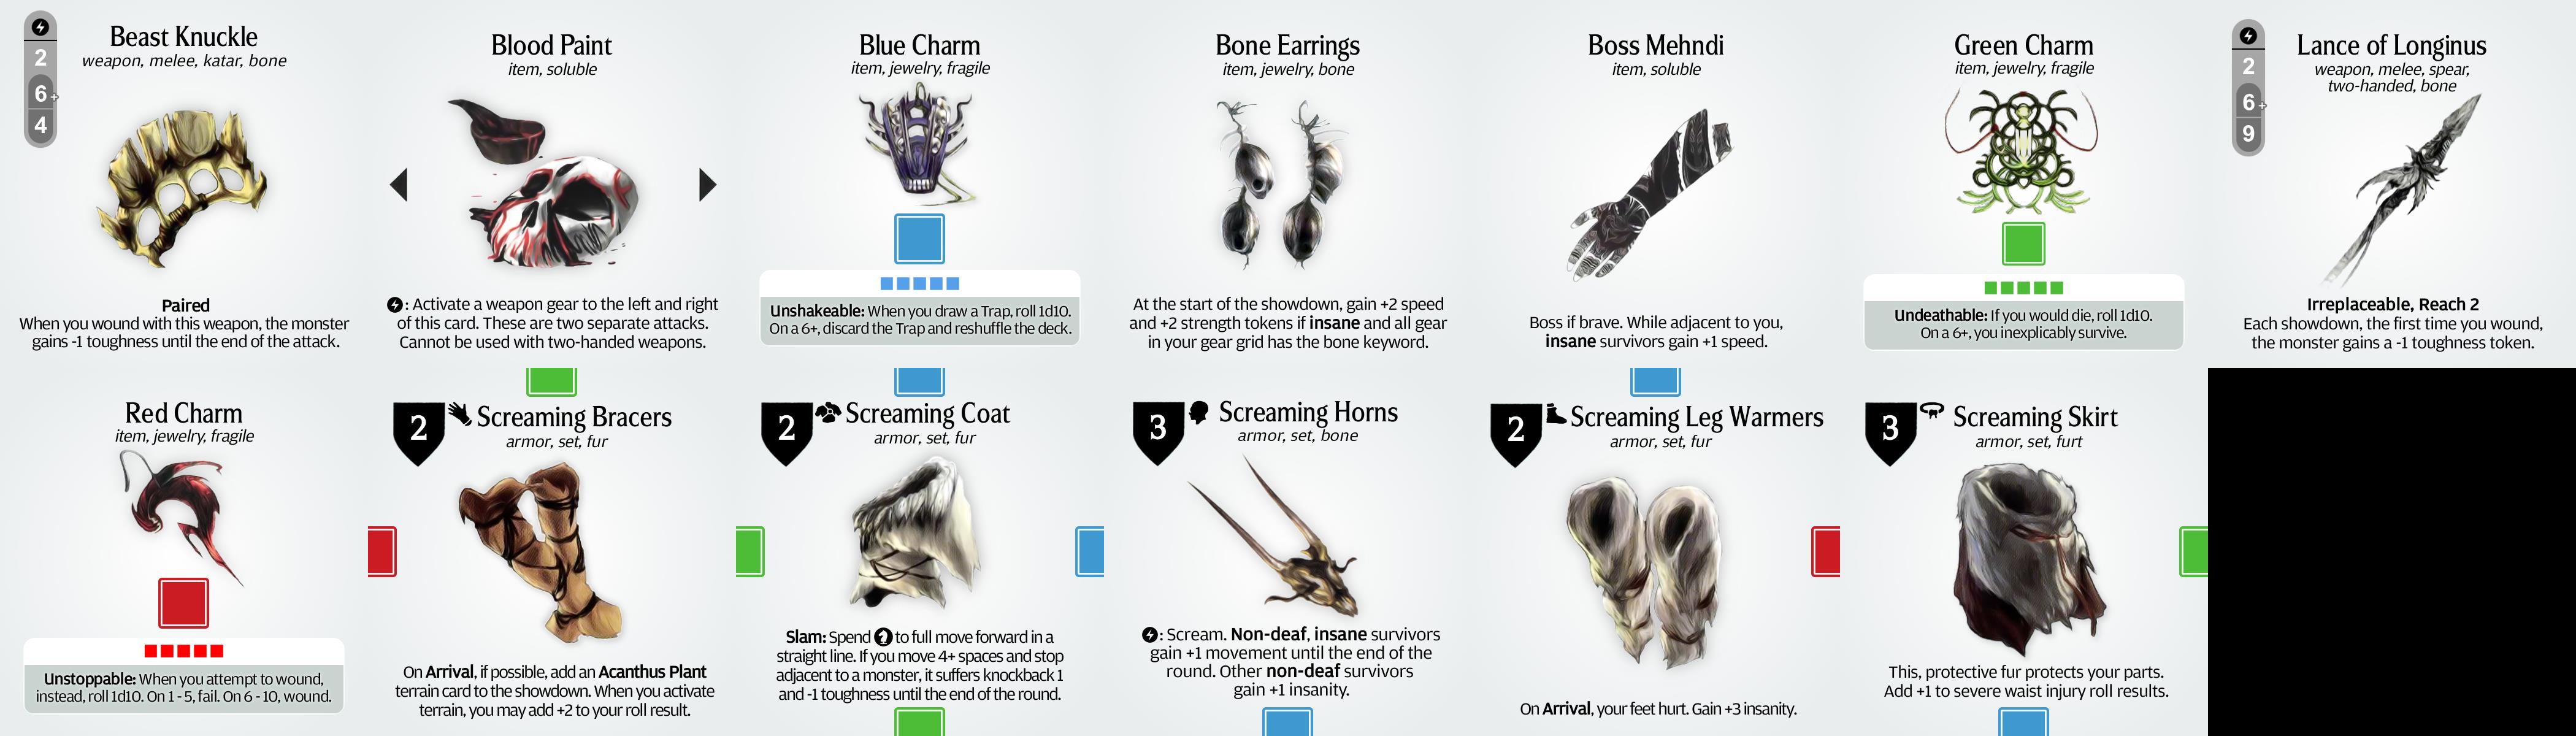 2
6+
4
Beast Knuckle
weapon, melee, katar, bone
Paired
When you wound with this weapon, the monster
gains -1 toughness until the end of the attack.
Blood Paint
item, soluble
: Activate a weapon gear to the left and right
of this card. These are two separate attacks.
Cannot be used with two-handed weapons.
Blue Charm
item, jewelry, fragile
Unshakeable: When you draw a Trap, roll 1d10.
On a 6+, discard the Trap and reshuffle the deck.
Bone Earrings
item, jewelry, bone
At the start of the showdown, gain +2 speed
and +2 strength tokens if insane and all gear
in your gear grid has the bone keyword.
Boss Mehndi
item, soluble
Boss if brave. While adjacent to you,
insane survivors gain +1 speed.
Green Charm
item, jewelry, fragile
Undeathable: If you would die, roll 1d10.
On a 6+, you inexplicably survive.
2
6+
9
Lance of Longinus
weapon, melee, spear,
two-handed, bone
Irreplaceable, Reach 2
Each showdown, the first time you wound,
the monster gains a -1 toughness token.
Red Charm
item, jewelry, fragile
Unstoppable: When you attempt to wound,
instead, roll 1d10. On 1 - 5, fail. On 6 - 10, wound.
2
Screaming Bracers
armor, set, fur
On Arrival, if possible, add an Acanthus Plant
terrain card to the showdown. When you activate
terrain, you may add +2 to your roll result.
2
Screaming Coat
armor, set, fur
Slam: Spend to full move forward in a
straight line. If you move 4+ spaces and stop
adjacent to a monster, it suffers knockback 1
and -1 toughness until the end of the round.
3
Screaming Horns
armor, set, bone
: Scream. Non-deaf, insane survivors
gain +1 movement until the end of the
round. Other non-deaf survivors
gain +1 insanity.
2
Screaming Leg Warmers
armor, set, fur
On Arrival, your feet hurt. Gain +3 insanity.
3
Screaming Skirt
armor, set, furt
This, protective fur protects your parts.
Add +1 to severe waist injury roll results.